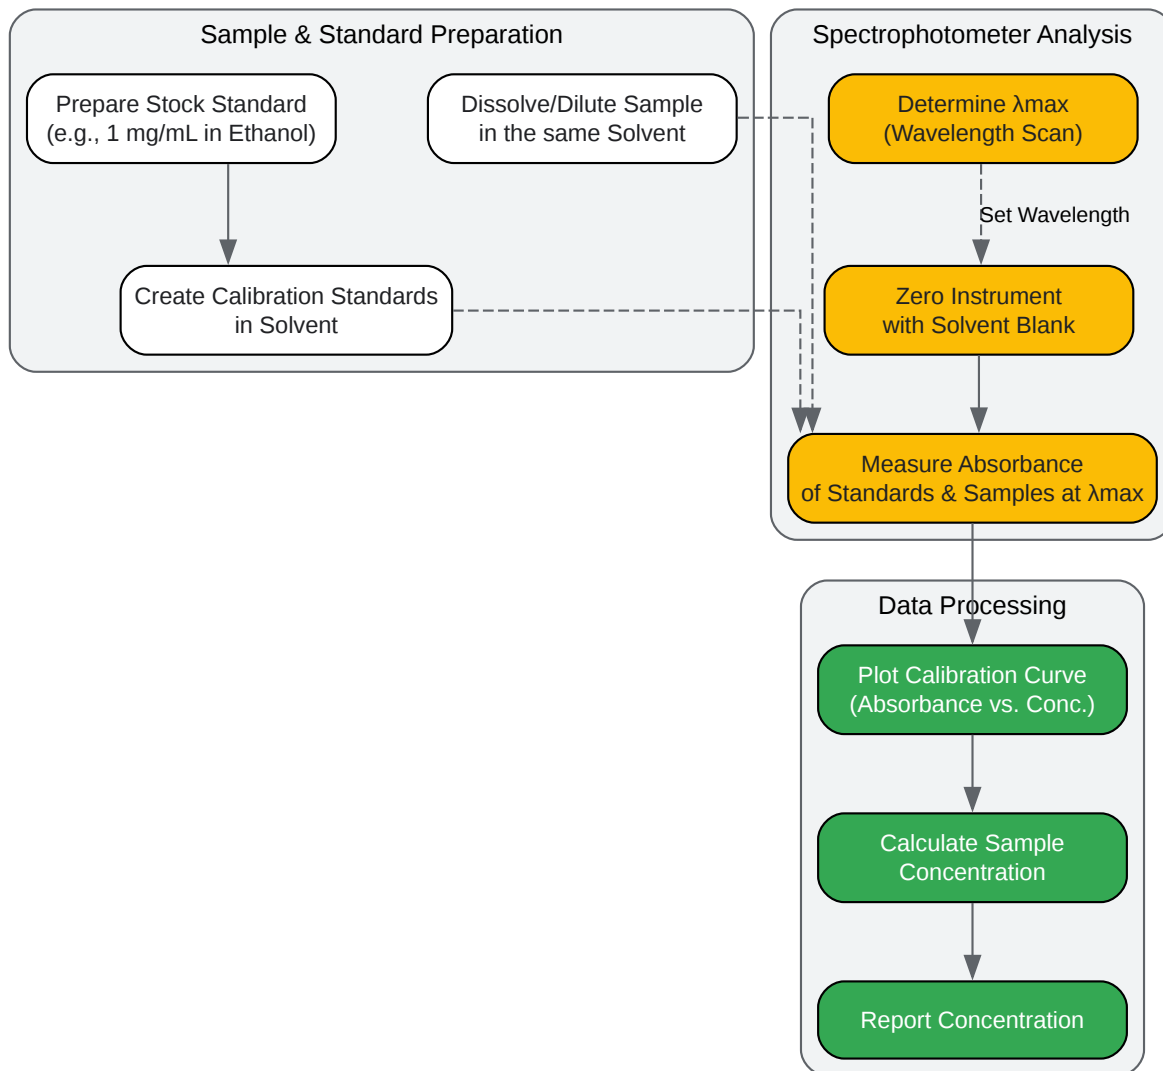 Sample & Standard Preparation
Prepare Stock Standard
(e.g., 1 mg/mL in Ethanol)
Dissolve/Dilute Sample
in the same Solvent
Create Calibration Standards
in Solvent
Spectrophotometer Analysis
Determine λmax
(Wavelength Scan)
Set Wavelength
Zero Instrument
with Solvent Blank
Measure Absorbance
of Standards & Samples at λmax
Data Processing
Plot Calibration Curve
(Absorbance vs. Conc.)
Calculate Sample
Concentration
Report Concentration